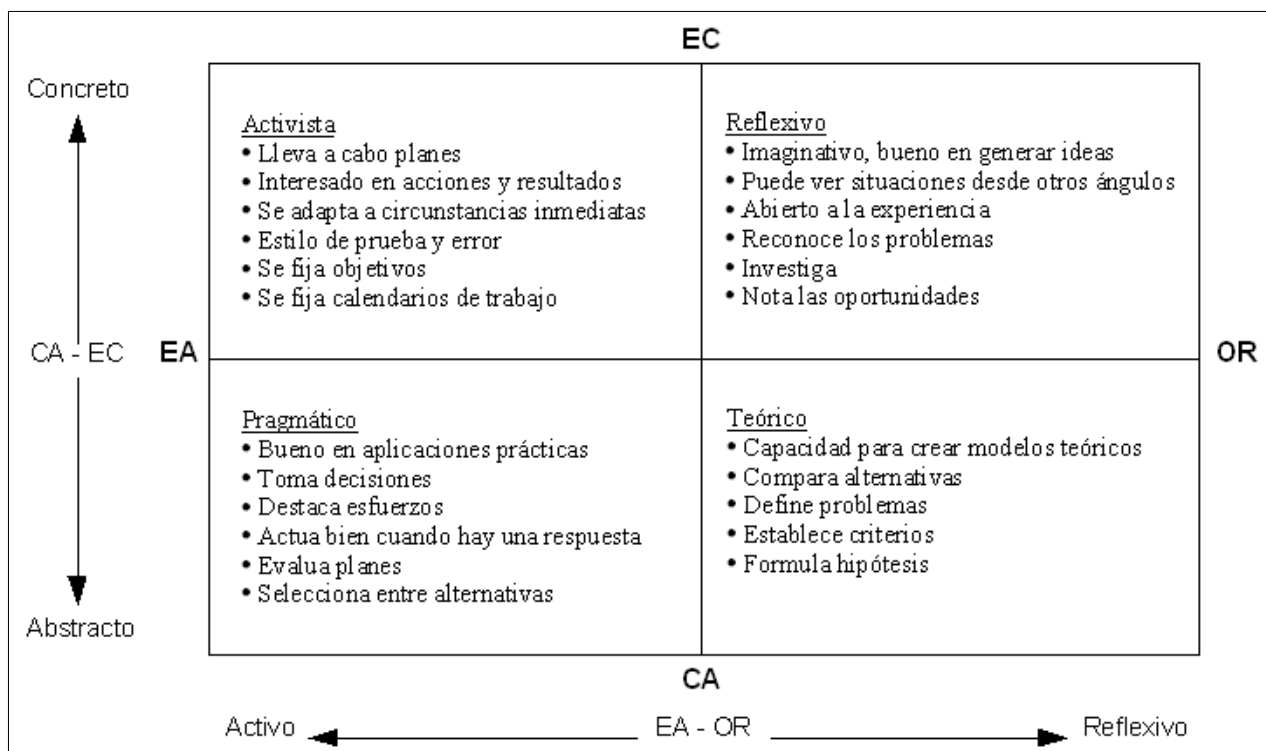 EC
Concreto
Activista
• Lleva a cabo planes
• Interesado en acciones y resultados
• Se adapta a circunstancias inmediatas
• Estilo de prueba y error
• Se fija objetivos
• Se fija calendarios de trabajo
Reflexivo
• Imaginativo, bueno en generar ideas
• Puede ver situaciones desde otros ángulos
• Abierto a la experiencia
• Reconoce los problemas
• Investiga
• Nota las oportunidades
CA - EC
EA
OR
Pragmático
• Bueno en aplicaciones prácticas
• Toma decisiones
• Destaca esfuerzos
• Actua bien cuando hay una respuesta
• Evalua planes
• Selecciona entre alternativas
Teórico
• Capacidad para crear modelos teóricos
• Compara alternativas
• Define problemas
• Establece criterios
• Formula hipótesis
Abstracto
CA
Activo
EA - OR
Reflexivo